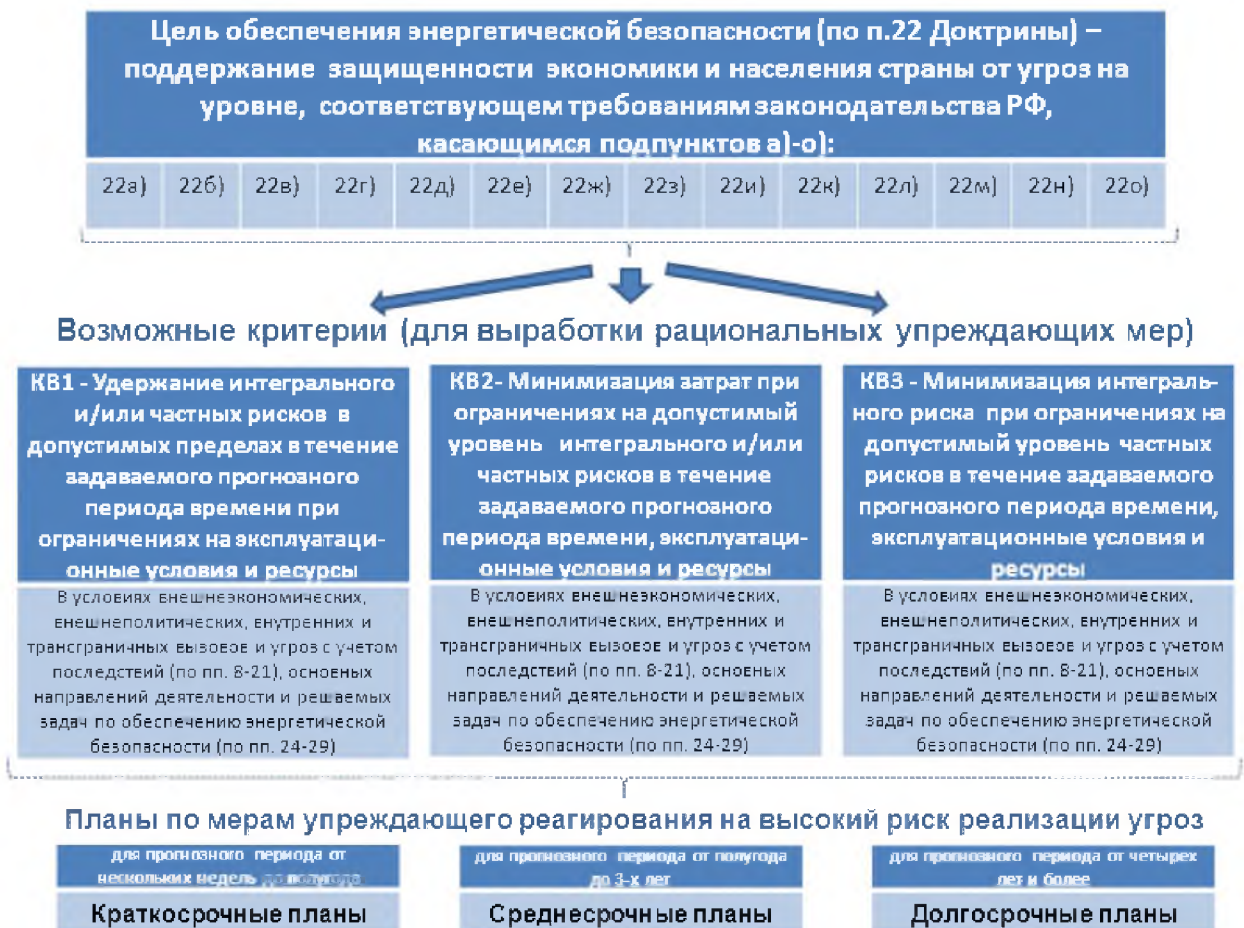 Цель обеспечения энергетической безопасности (по п.22 Доктрины) –
поддержание защищенности экономики и населения страны от угроз на
уровне, соответствующем требованиям законодательства РФ,
касающимся подпунктов а)-о):
22а) 22б) 22в) 22г) 22д) 22е) 22ж) 22з) 22и) 22к) 22л) 22м) 22н) 22о)
Возможные критерии (для выработки рациональных упреждающих мер)
КВ1 - Удержание интегрального
и/или частных рисков в
допустимых пределах в течение
задаваемого прогнозного
периода времени при
ограничениях на эксплуатаци-
онные условия и ресурсы
В условиях внешнеэкономических,
внешнеполитических, внутренних и
трансграничных вызовов и угроз с учетом
последствий (по пп. 8-21), основных
направлений деятельности и решаемых
задач по обеспечению энергетической
безопасности (по пп. 24-29)
КВ2- Минимизация затрат при
ограничениях на допустимый
уровень интегрального и/или
частных рисков в течение
задаваемого прогнозного
периода времени, эксплуатаци-
онные условия и ресурсы
В условиях внешнеэкономических,
внешнеполитических, внутренних и
трансграничных вызовов и угроз с учетом
последствий (по пп. 8-21), основных
направлений деятельности и решаемых
задач по обеспечению энергетической
безопасности (по пп. 24-29)
КВ3 - Минимизация интеграль-
ного риска при ограничениях на
допустимый уровень частных
рисков в течение задаваемого
прогнозного периода времени,
эксплуатационные условия и
ресурсы
В условиях внешнеэкономических,
внешнеполитических, внутренних и
трансграничных вызовов и угроз с учетом
последствий (по пп. 8-21), основных
направлений деятельности и решаемых
задач по обеспечению энергетической
безопасности (по пп. 24-29)
Планы по мерам упреждающего реагирования на высокий риск реализации угроз
для прогнозного периода от
нескольких недель до полугода
Краткосрочные планы
для прогнозного периода от полугода
до 3-х лет
Среднесрочные планы
для прогнозного периода от четырех
лет и более
Долгосрочные планы